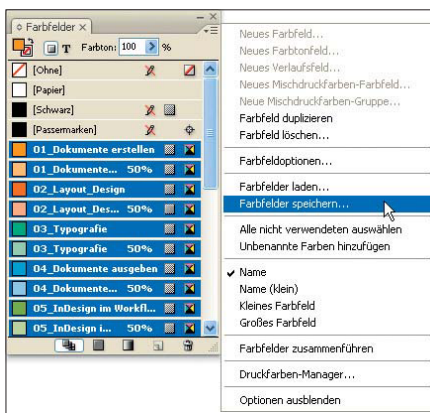 Farbfelder
Farbton: 100 %
[Ohne]
[Papier]
[Schwarz]
[Passermarken]
01_Dokumente erstellen
01_Dokumente... 50%
02_Layout_Design
02_Layout_Des... 50%
03_Typografie
03_Typografie 50%
04_Dokumente ausgeben
04_Dokumente... 50%
05_InDesign im Workfl...
05_InDesign i... 50%
Neues Farbfeld...
Neues Farbtonfeld...
Neues Verlaufsfeld...
Neues Mischdruckfarben-Farbfeld...
Neue Mischdruckfarben-Gruppe...
Farbfeld duplizieren
Farbfeld löschen...
Farbfeldoptionen...
Farbfelder laden...
Farbfelder speichern...
Alle nicht verwendeten auswählen
Unbenannte Farben hinzufügen
Name
Name (klein)
Kleines Farbfeld
Großes Farbfeld
Farbfelder zusammenführen
Druckfarben-Manager...
Optionen ausblenden